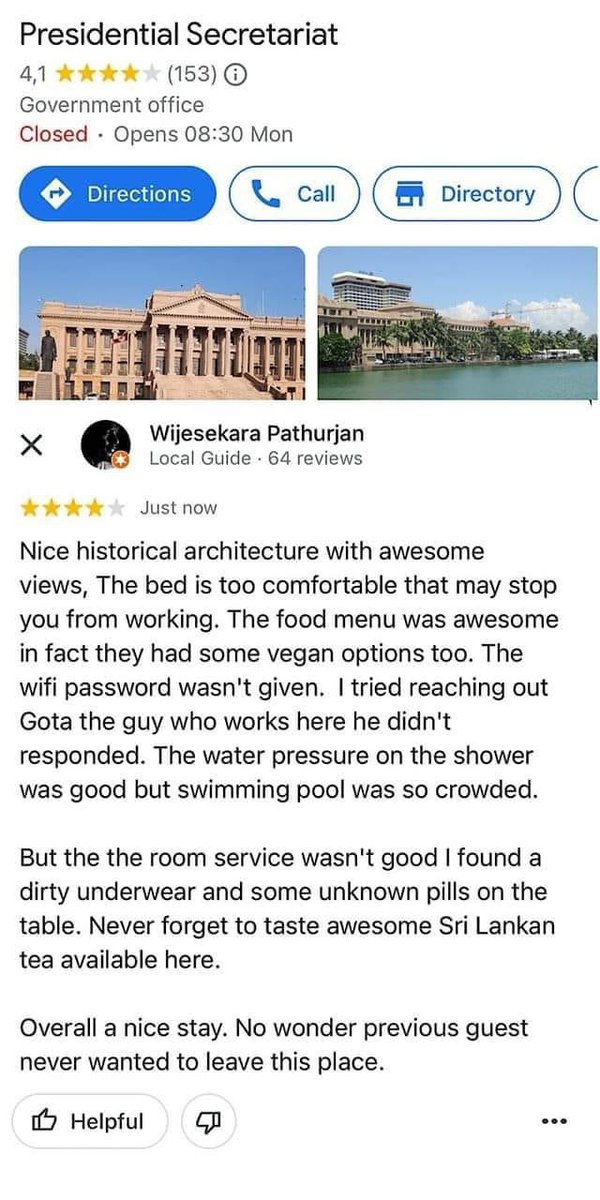 Presidential Secretariat
4,1 (153)
Government office
Closed · Opens 08:30 Mon
Directions Call Directory
Wijesekara Pathurjan
Local Guide · 64 reviews
Just now
Nice historical architecture with awesome
views, The bed is too comfortable that may stop
you from working. The food menu was awesome
in fact they had some vegan options too. The
wifi password wasn't given.  I tried reaching out
Gota the guy who works here he didn't
responded. The water pressure on the shower
was good but swimming pool was so crowded.
But the the room service wasn't good I found a
dirty underwear and some unknown pills on the
table. Never forget to taste awesome Sri Lankan
tea available here.
Overall a nice stay. No wonder previous guest
never wanted to leave this place.
Helpful